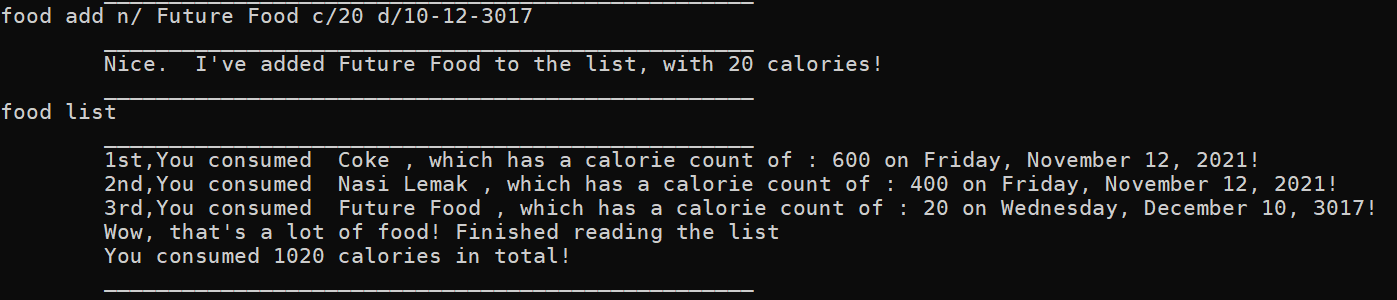 food add n/ Future Food c/20 d/10-12-3017
__________________________________________________
Nice.  I've added Future Food to the list, with 20 calories!
__________________________________________________
food list
__________________________________________________
1st,You consumed  Coke , which has a calorie count of : 600 on Friday, November 12, 2021!
2nd,You consumed  Nasi Lemak , which has a calorie count of : 400 on Friday, November 12, 2021!
3rd,You consumed  Future Food , which has a calorie count of : 20 on Wednesday, December 10, 3017!
Wow, that's a lot of food! Finished reading the list
You consumed 1020 calories in total!
__________________________________________________